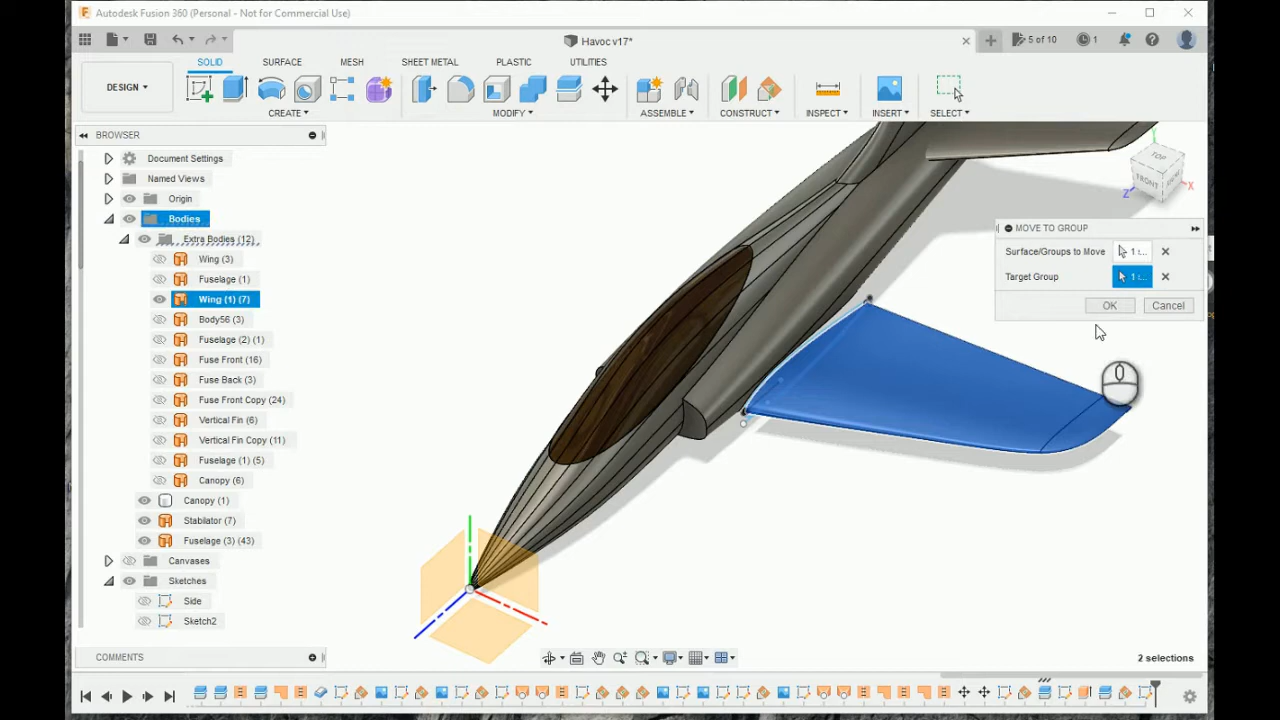 Autodesk Fusion 360 (Personal - Not for Commercial Use)
Havoc v17*
5 of 10
1
SOLID SURFACE MESH SHEET METAL PLASTIC UTILITIES
DESIGN
CREATE MODIFY ASSEMBLE CONSTRUCT INSPECT INSERT SELECT
BROWSER
Document Settings
Named Views
Origin
Bodies
Extra Bodies (12)
Wing (3)
Fuselage (1)
Wing (1) (7)
Body56 (3)
Fuselage (2) (1)
Fuse Front (16)
Fuse Back (3)
Fuse Front Copy (24)
Vertical Fin (6)
Vertical Fin Copy (11)
Fuselage (1) (5)
Canopy (6)
Canopy (1)
Stabilator (7)
Fuselage (3) (43)
Canvases
Sketches
Side
Sketch2
TOP
FRONT
Y
Z
X
MOVE TO GROUP
Surface/Groups to Move 1 ...
Target Group 1 ...
OK Cancel
COMMENTS
2 selections